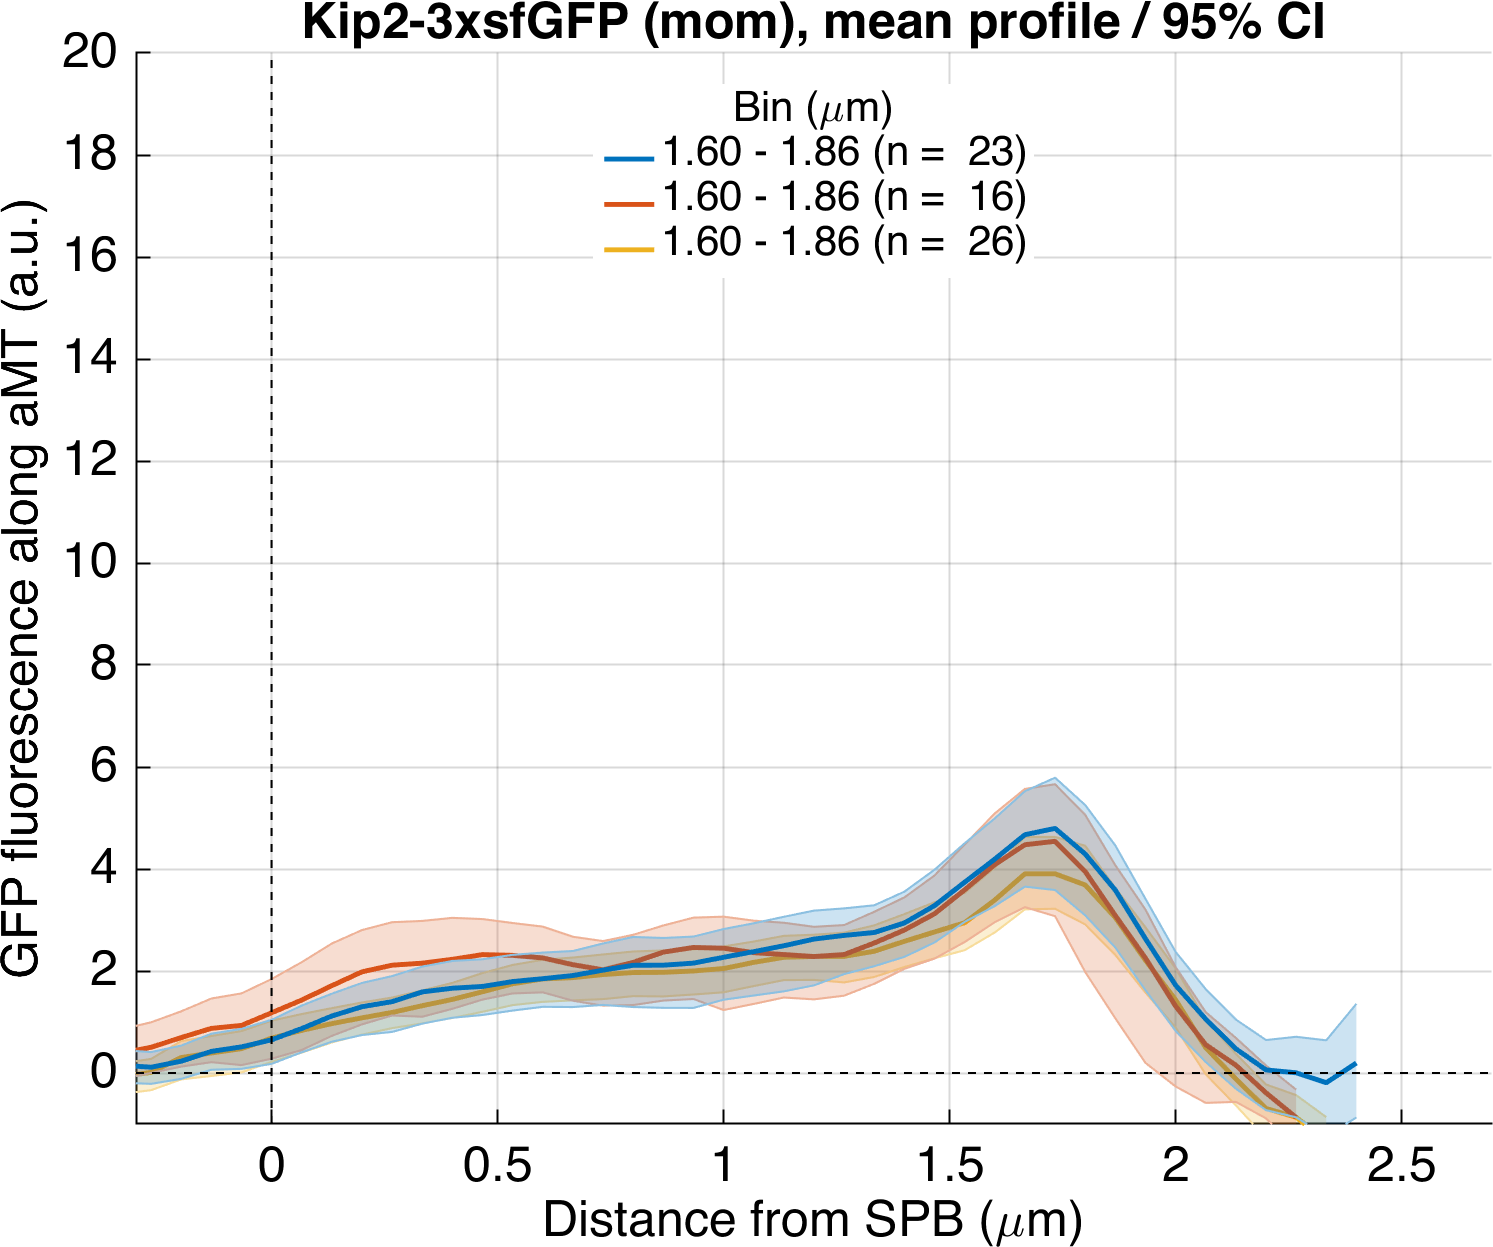 Kip2-3xsfGFP (mom), mean profile / 95% CI
Bin (μm)
1.60 - 1.86 (n = 23)
1.60 - 1.86 (n = 16)
1.60 - 1.86 (n = 26)
GFP fluorescence along aMT (a.u.)
20
18
16
14
12
10
8
6
4
2
0
0 0.5 1 1.5 2 2.5
Distance from SPB (μm)